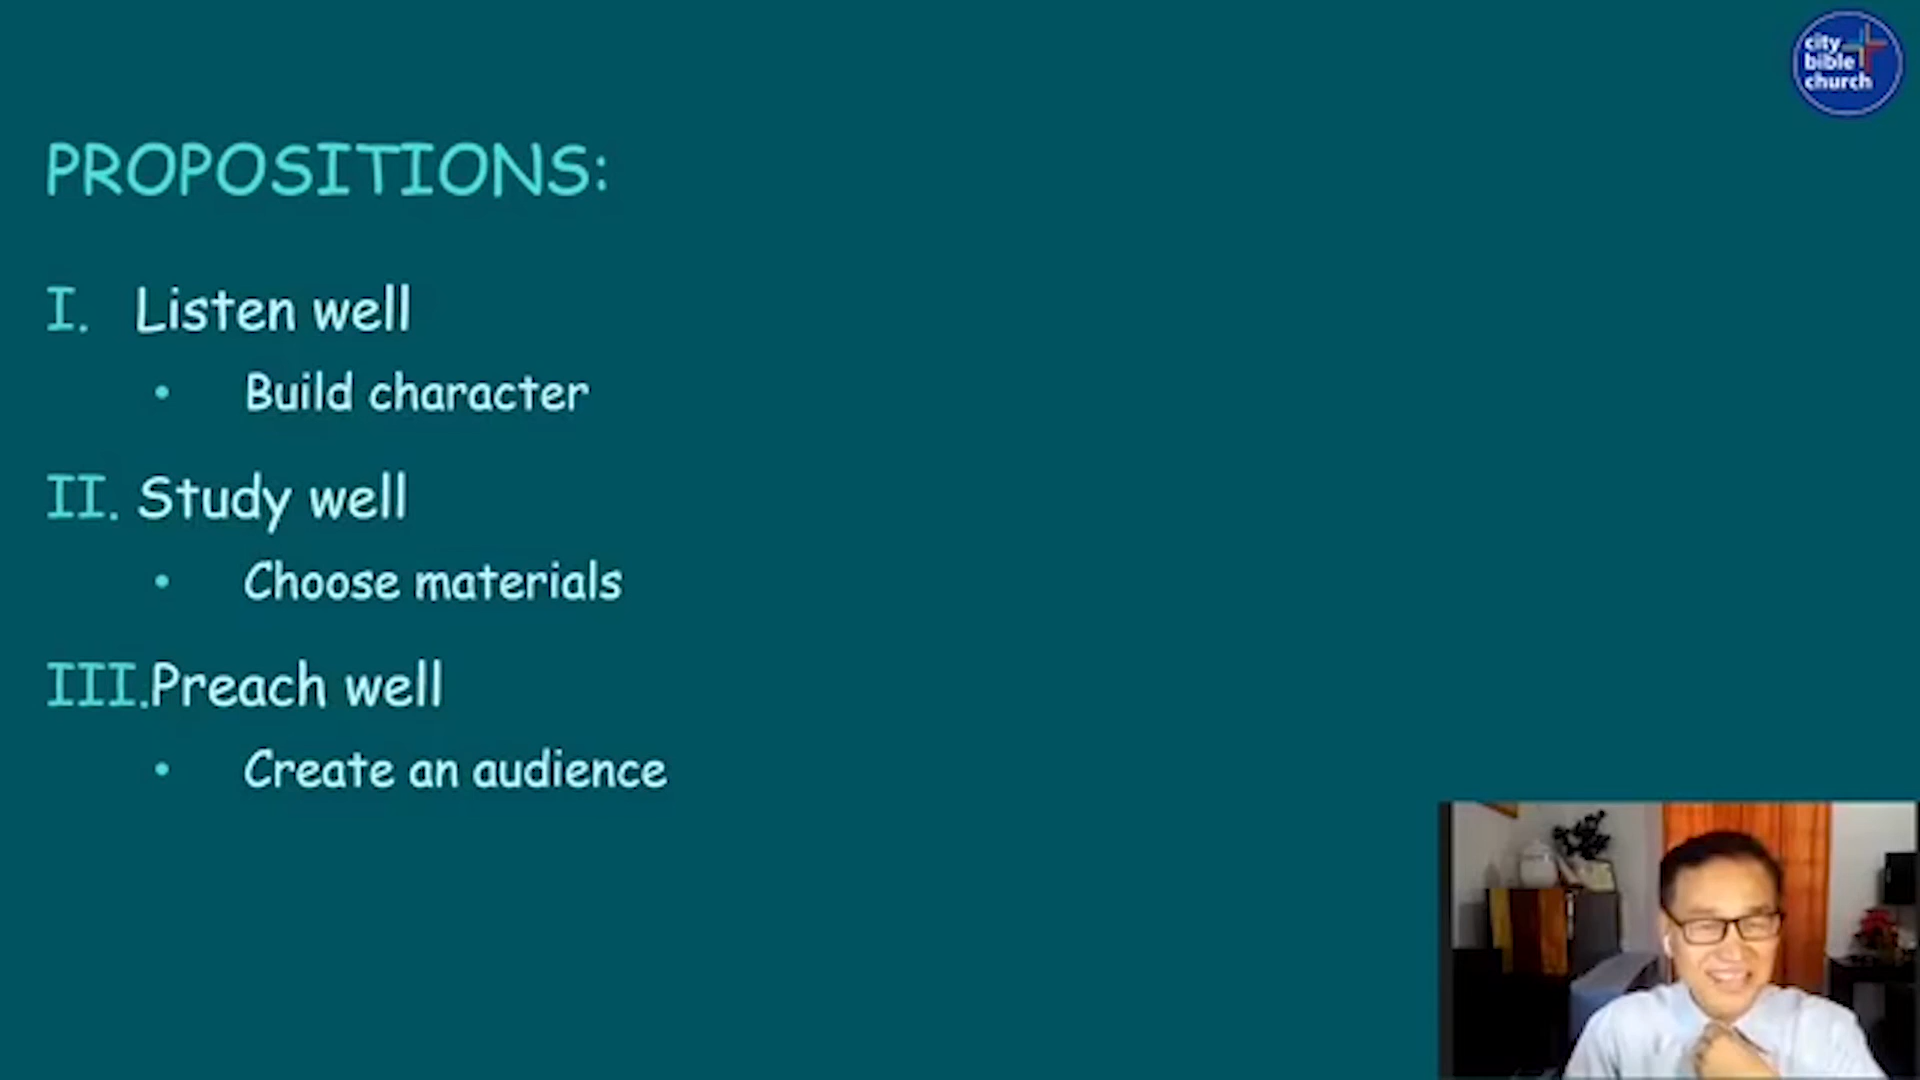 city
bible
church
PROPOSITIONS:
I. Listen well
• Build character
II. Study well
• Choose materials
III.Preach well
• Create an audience